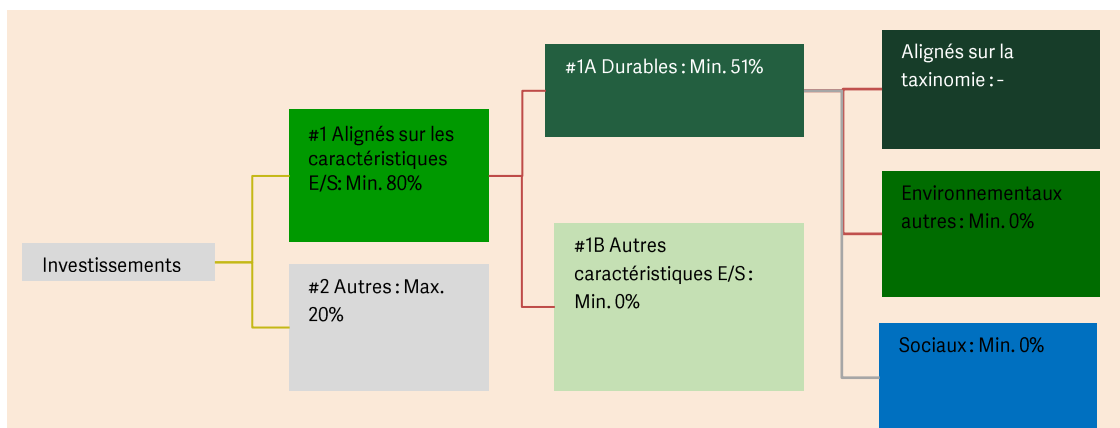 Investissements
#1 Alignés sur les
caractéristiques
E/S: Min. 80%
#2 Autres : Max.
20%
#1A Durables : Min. 51%
#1B Autres
caractéristiques E/S :
Min. 0%
Alignés sur la
taxinomie : -
Environnementaux
autres : Min. 0%
Sociaux : Min. 0%